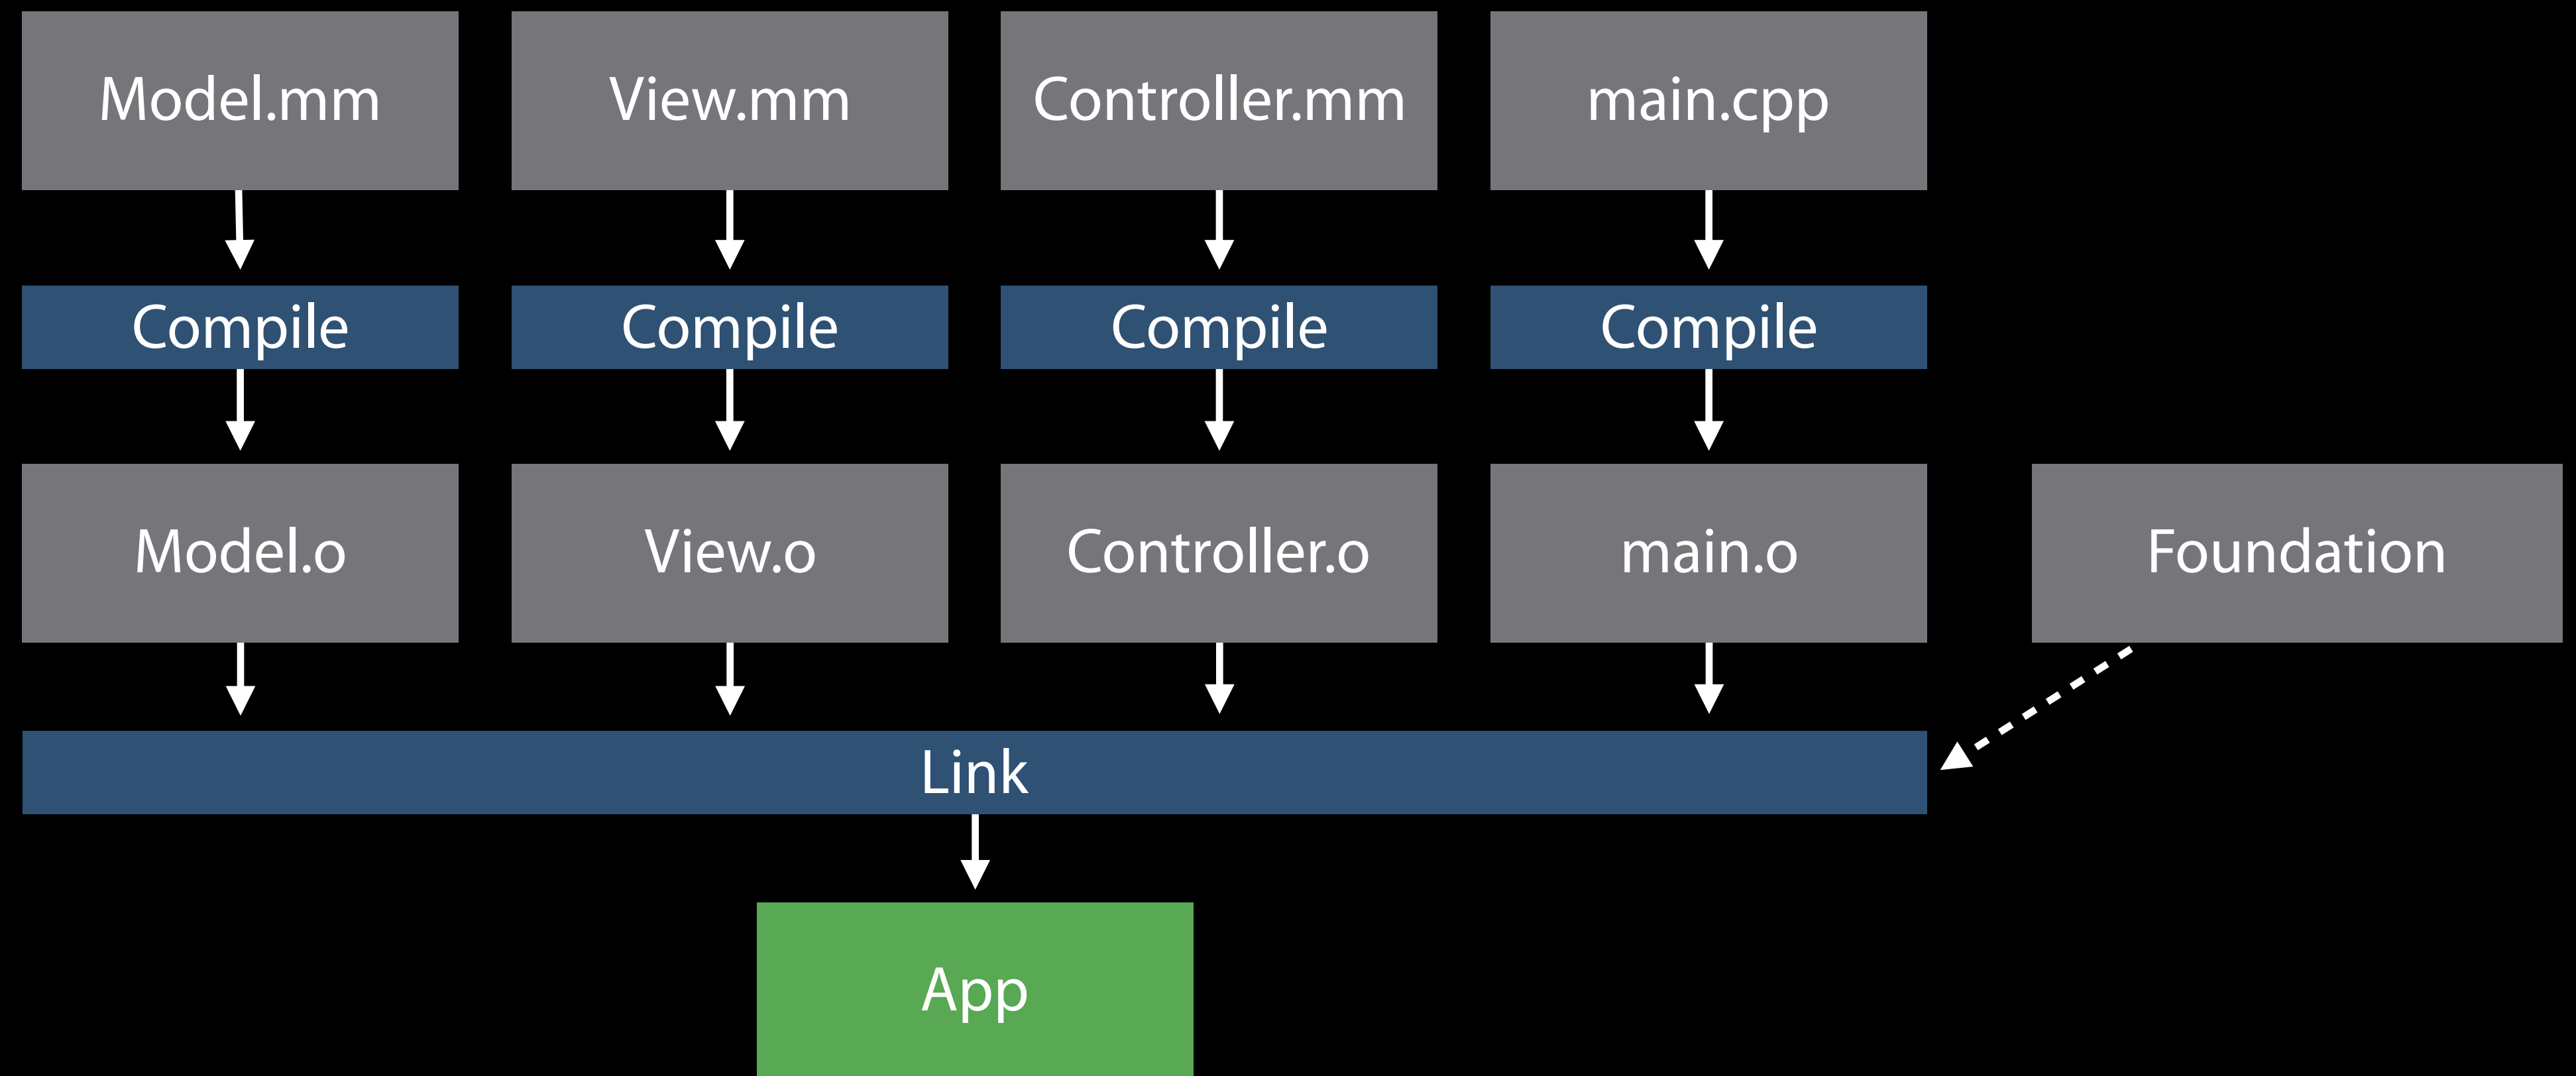 Model.mm
View.mm
Controller.mm
main.cpp
Compile
Compile
Compile
Compile
Model.o
View.o
Controller.o
main.o
Foundation
Link
App